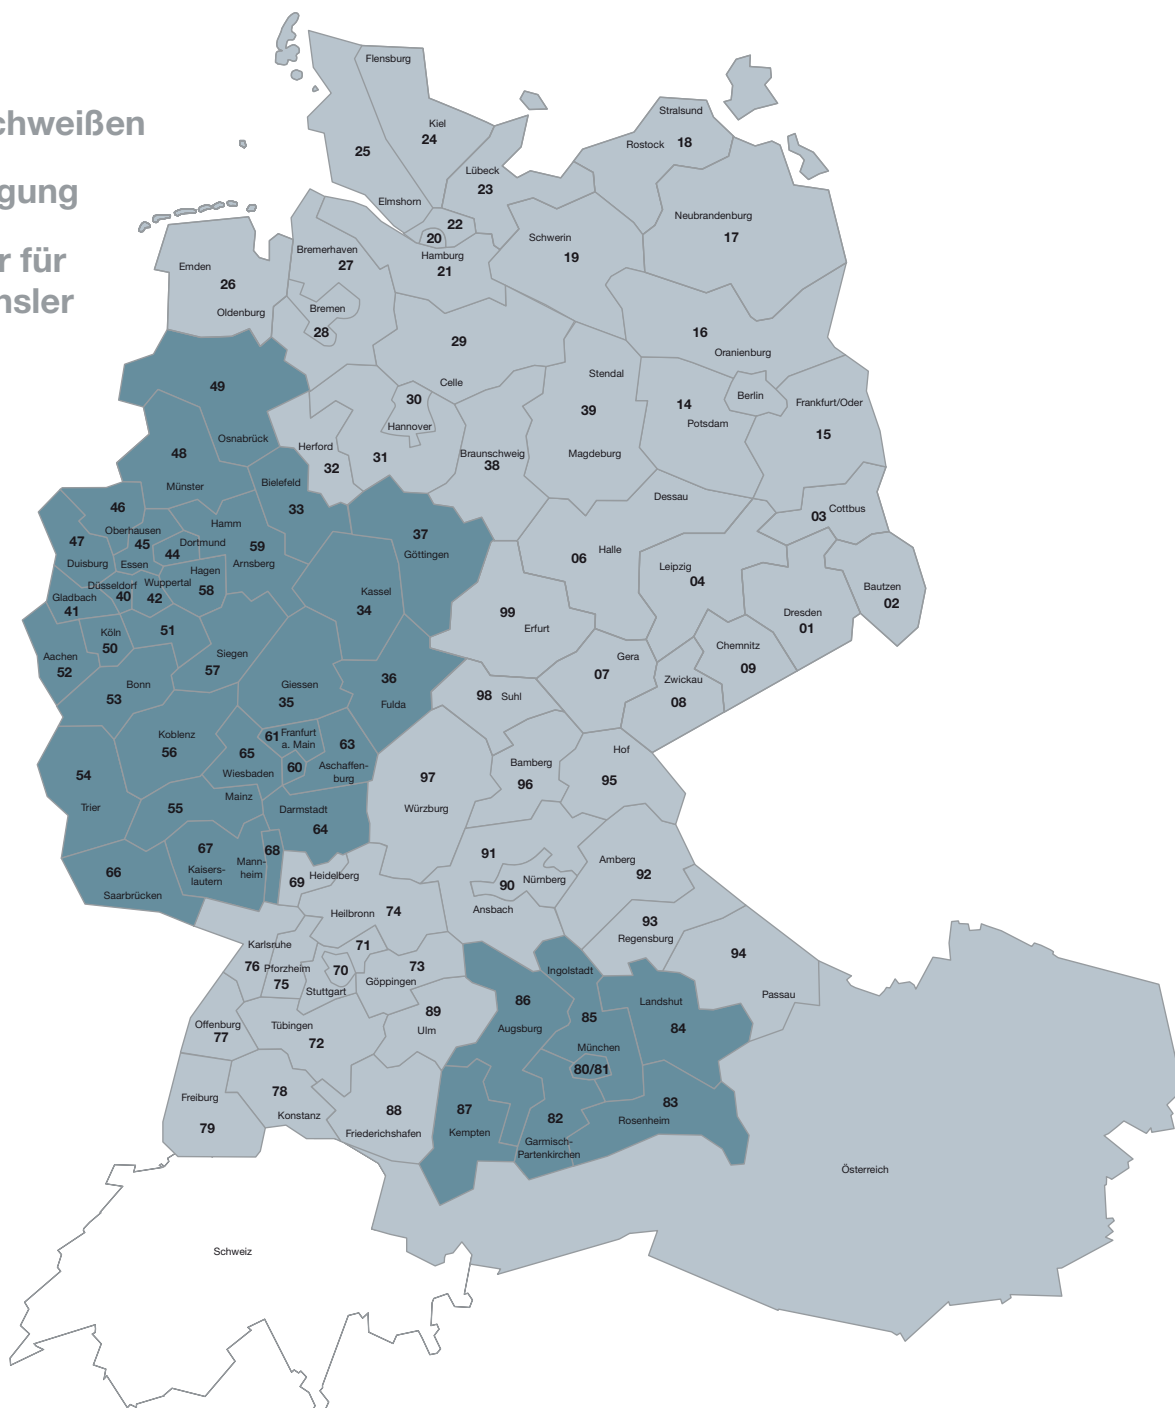 chweißen
gung
r für
nsler
Flensburg
Kiel
24
25
Lübeck
23
Elmshorn
22
20
Hamburg
21
Stralsund
Rostock 18
Neubrandenburg
17
Schwerin
19
Bremerhaven
27
Emden
26
Oldenburg
Bremen
28
29
Celle
16
Oranienburg
Stendal
39
Magdeburg
14
Potsdam
Berlin
Frankfurt/Oder
15
30
Hannover
31
Braunschweig
38
Herford
32
49
Osnabrück
48
Münster
Bielefeld
33
46
Oberhausen
45
47
Duisburg
Essen
44
Dortmund
Hamm
59
Arnsberg
Hagen
58
Düsseldorf
40
Wuppertal
42
Gladbach
41
37
Göttingen
Kassel
34
Dessau
03 Cottbus
06 Halle
Leipzig
04
Bautzen
02
Dresden
01
Chemnitz
09
99
Erfurt
Gera
07
Zwickau
08
98 Suhl
Köln
50
51
Aachen
52
Siegen
57
Bonn
53
Giessen
35
36
Fulda
Koblenz
56
61 Franfurt
a. Main
60
63
Aschaffen-
burg
65
Wiesbaden
54
Trier
55
Mainz
Darmstadt
64
67
Kaisers-
lautern
68
Mann-
heim
66
Saarbrücken
69 Heidelberg
97
Würzburg
Bamberg
96
Hof
95
91
90 Nürnberg
Ansbach
Amberg
92
93
Regensburg
94
Passau
Heilbronn 74
Karlsruhe
76
Pforzheim
75
71
70
Stuttgart
73
Göppingen
Offenburg
77
Tübingen
72
89
Ulm
Freiburg
79
78
Konstanz
88
Friederichshafen
Ingolstadt
86
Augsburg
85
München
80/81
Landshut
84
87
Kempten
82
Garmisch-
Partenkirchen
83
Rosenheim
Österreich
Schweiz